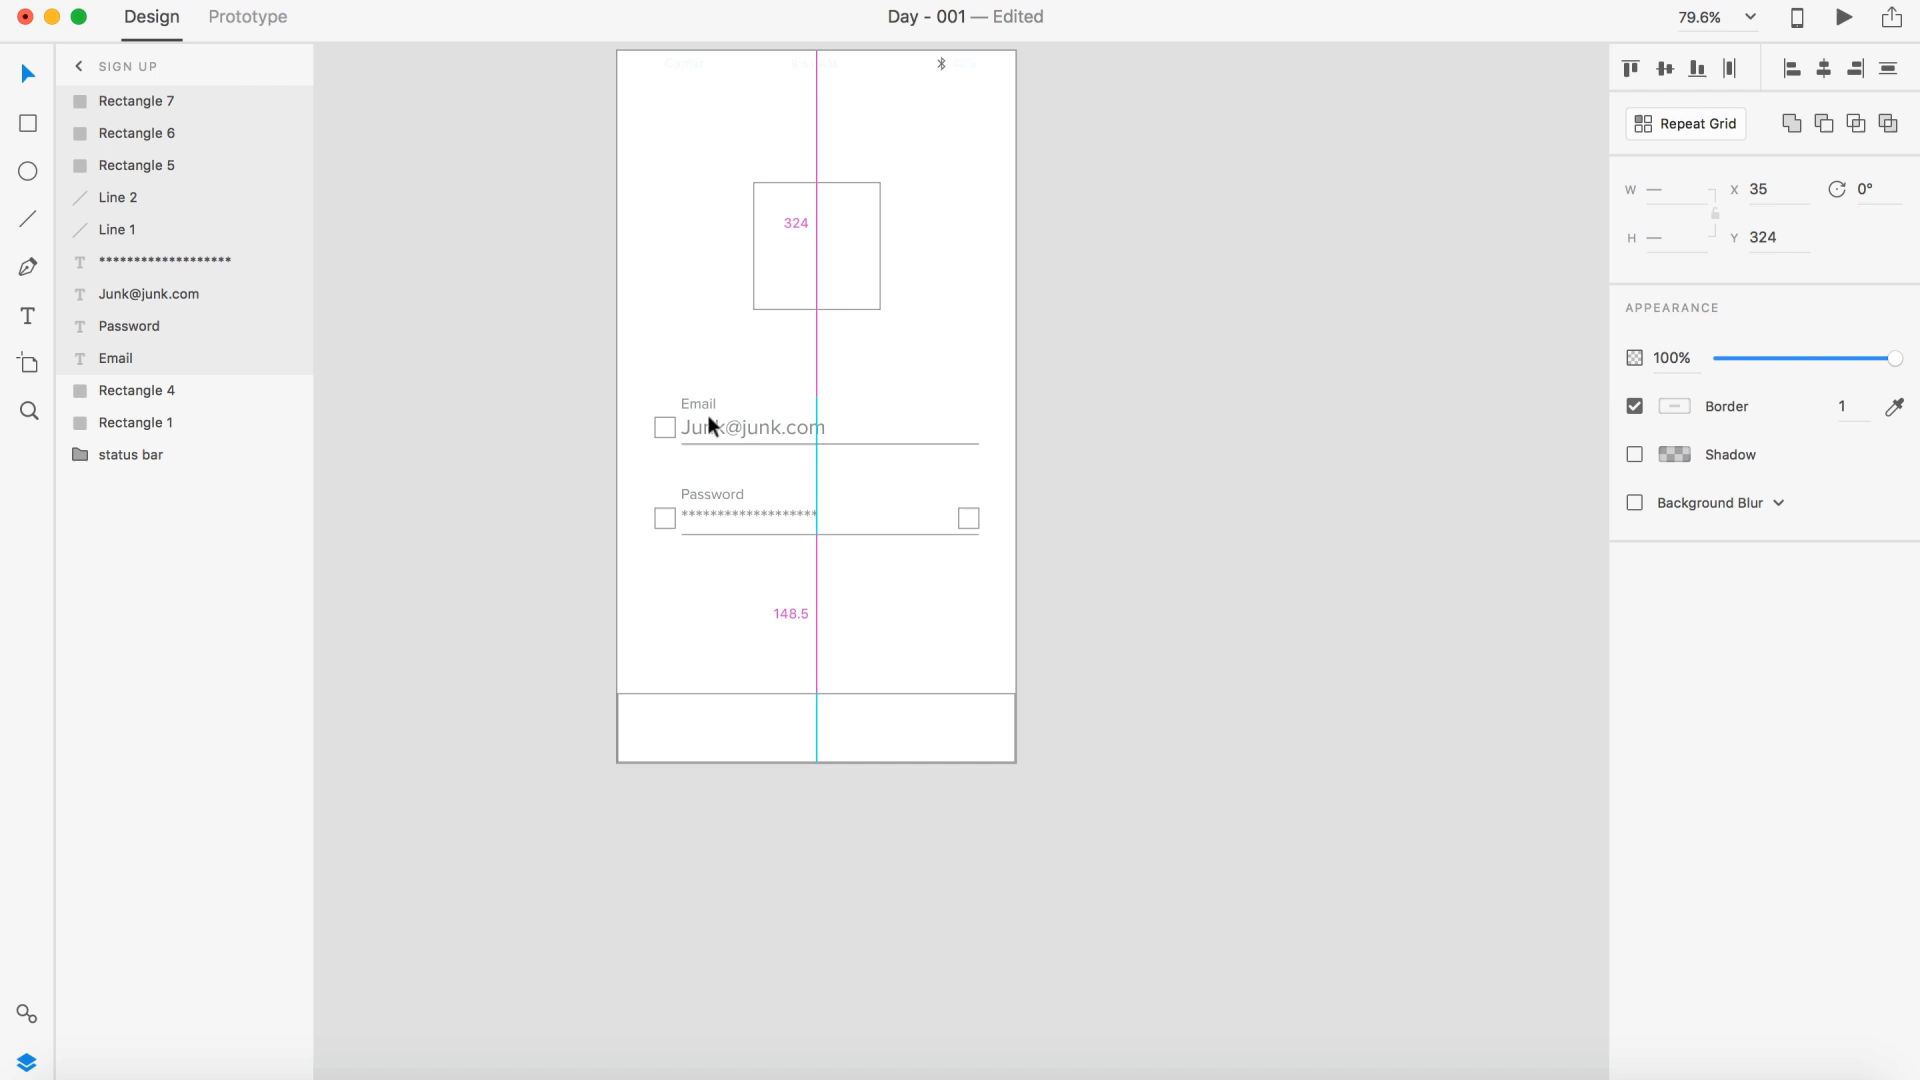 Design
Prototype
Day - 001 — Edited
79.6%
SIGN UP
Rectangle 7
Rectangle 6
Rectangle 5
Line 2
Line 1
*******************
Junk@junk.com
Password
Email
Rectangle 4
Rectangle 1
status bar
324
Email
Junk@junk.com
Password
*******************
148.5
Repeat Grid
W —
X 35
0°
H —
Y 324
APPEARANCE
100%
Border
1
Shadow
Background Blur